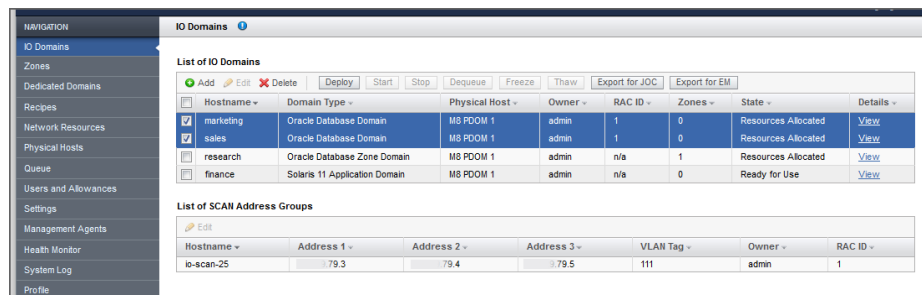 NAVIGATION
IO Domains
Zones
Dedicated Domains
Recipes
Network Resources
Physical Hosts
Queue
Users and Allowances
Settings
Management Agents
Health Monitor
System Log
Profile
IO Domains
List of IO Domains
Add Edit Delete Deploy Start Stop Dequeue Freeze Thaw Export for JOC Export for EM
Hostname Domain Type Physical Host Owner RAC ID Zones State Details
marketing Oracle Database Domain M8 PDOM 1 admin 1 0 Resources Allocated View
sales Oracle Database Domain M8 PDOM 1 admin 1 0 Resources Allocated View
research Oracle Database Zone Domain M8 PDOM 1 admin n/a 1 Resources Allocated View
finance Solaris 11 Application Domain M8 PDOM 1 admin n/a 0 Ready for Use View
List of SCAN Address Groups
Edit
Hostname Address 1 Address 2 Address 3 VLAN Tag Owner RAC ID
io-scan-25 .79.3 .79.4 .79.5 111 admin 1